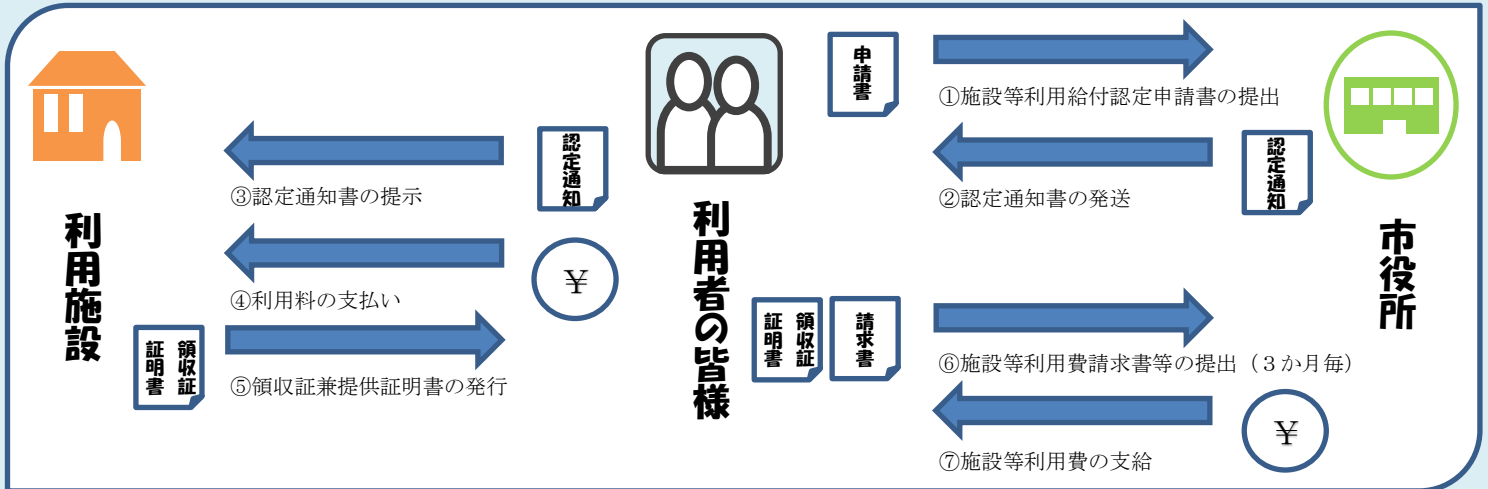 申請書
①施設等利用給付認定申請書の提出
認定通知
②認定通知書の発送
認定通知
③認定通知書の提示
利用施設
利用者の皆様
市役所
¥
④利用料の支払い
領収証
証明書
⑤領収証兼提供証明書の発行
領収証
証明書
請求書
⑥施設等利用費請求書等の提出（３か月毎）
¥
⑦施設等利用費の支給